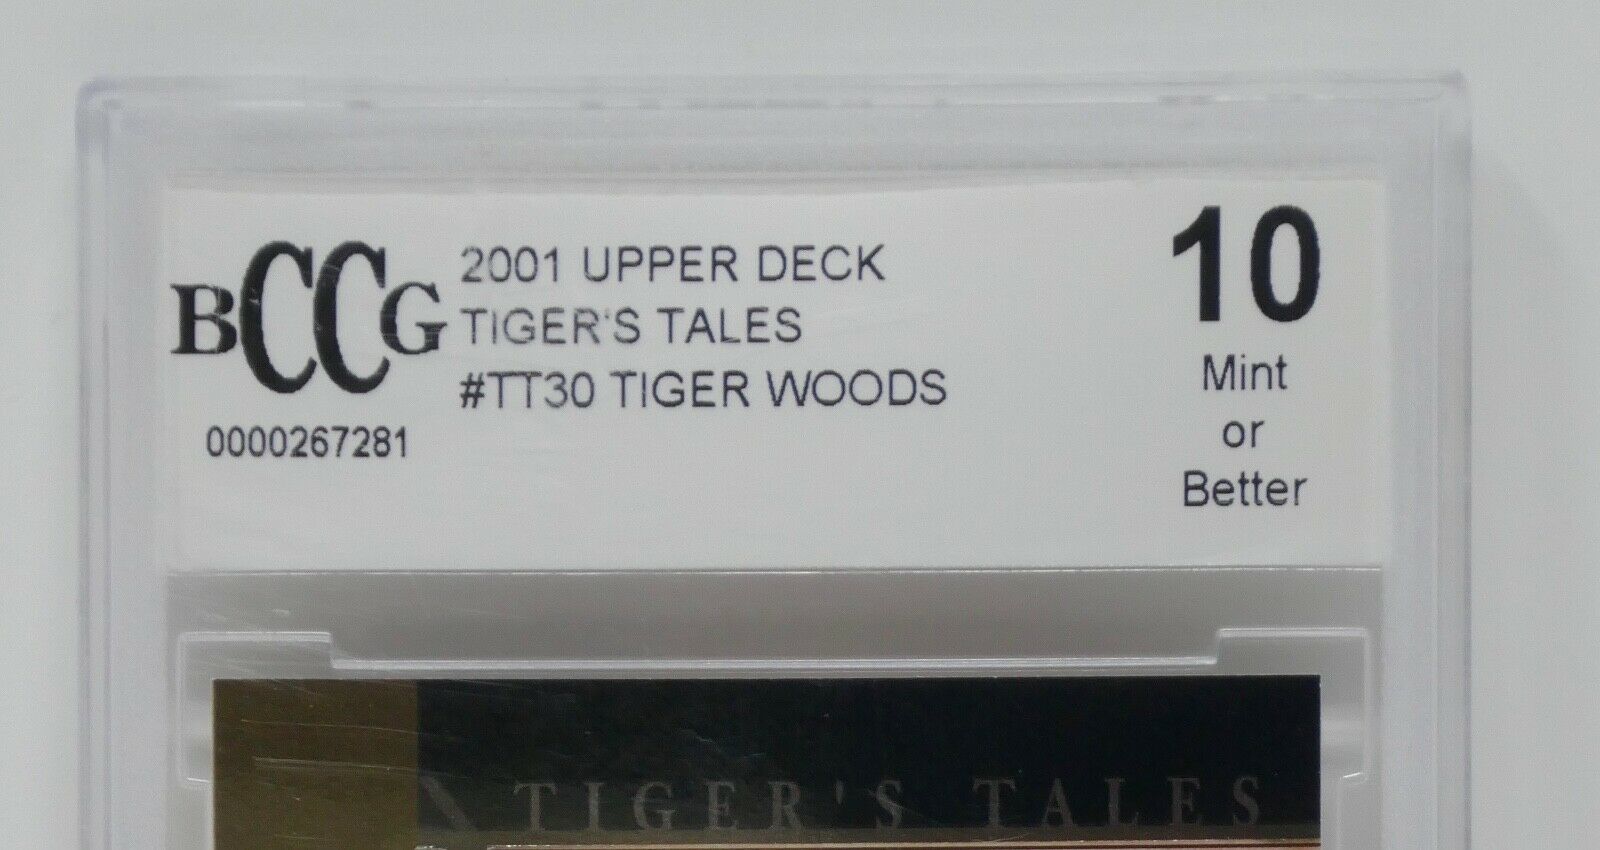 BCCG
2001 UPPER DECK
TIGER'S TALES
#TT30 TIGER WOODS
0000267281
10
Mint
or
Better
TIGER'S TALES